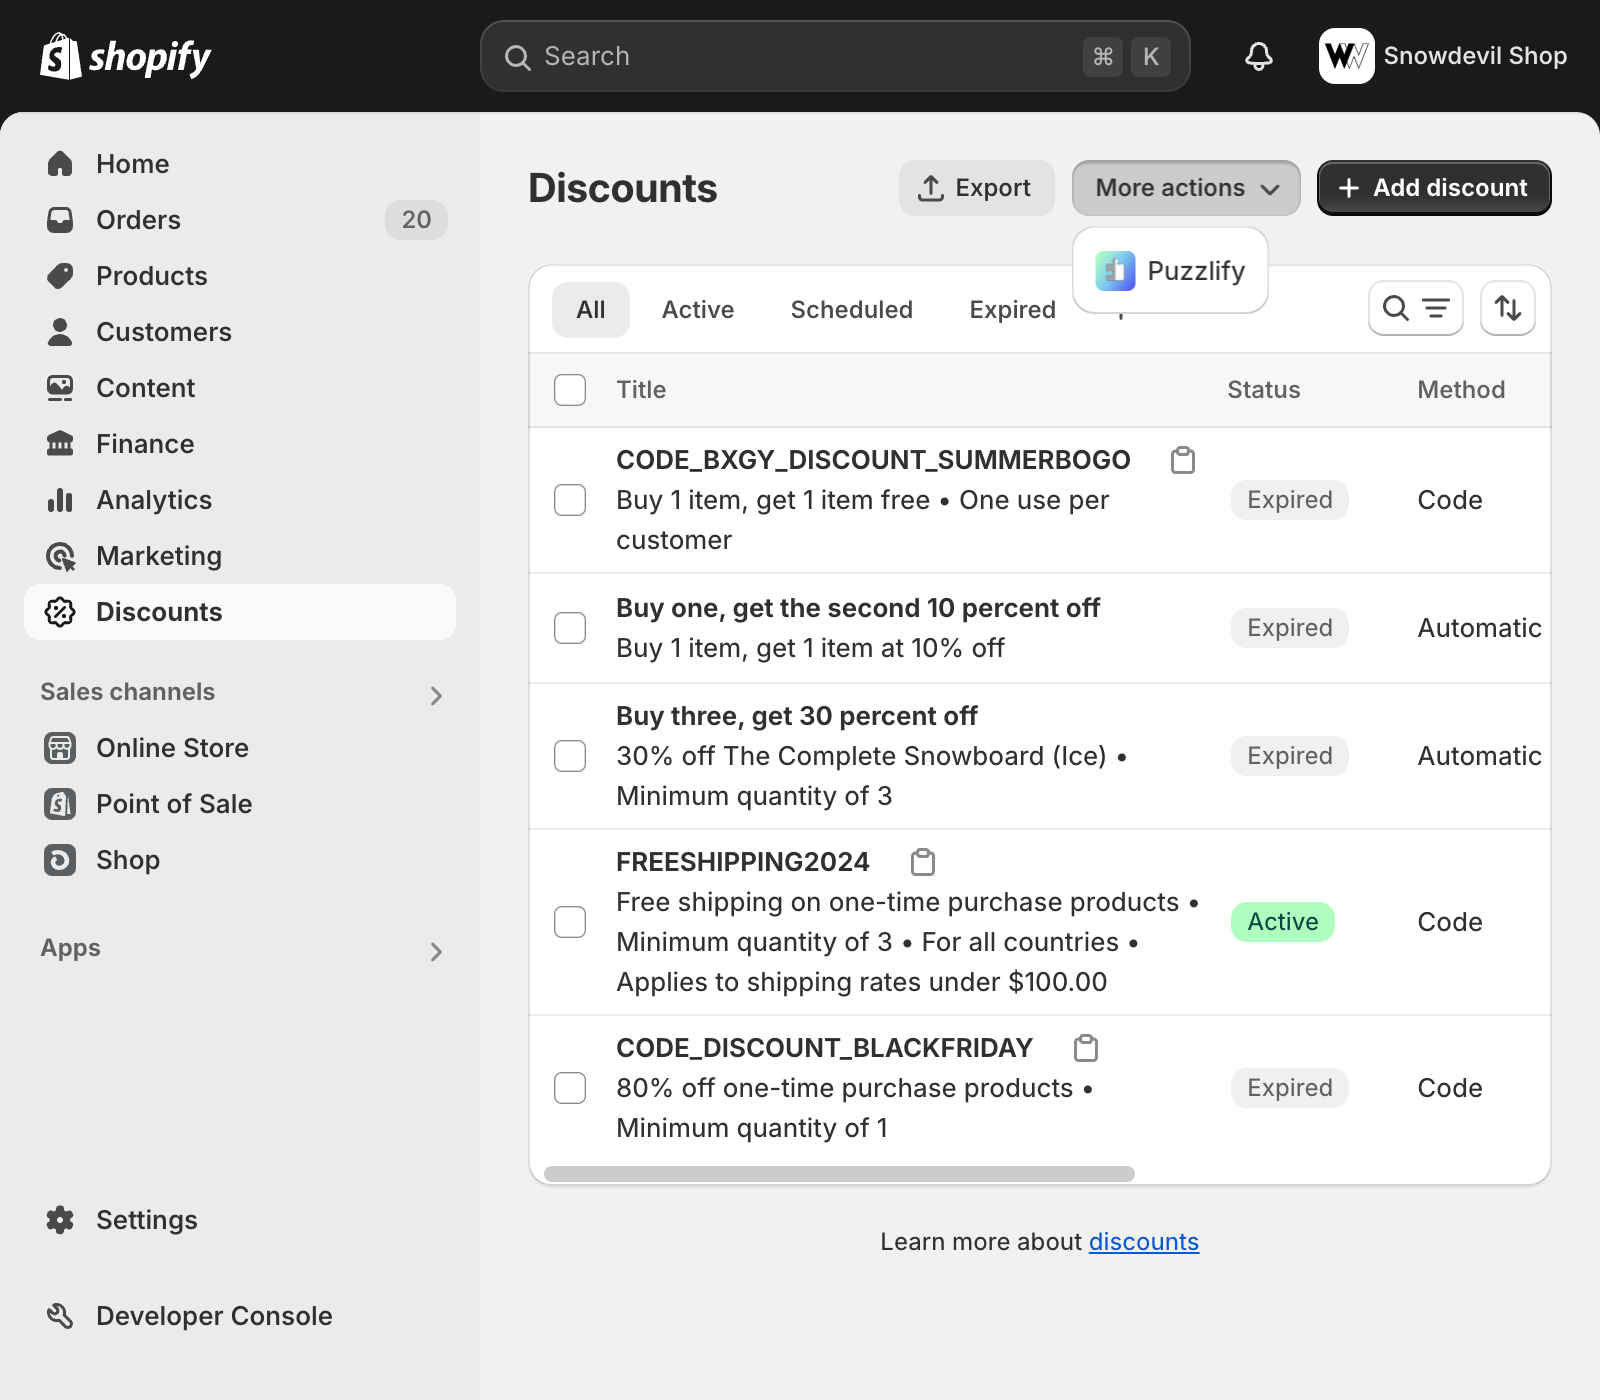 shopify
Search
⌘ K
Snowdevil Shop
Home
Orders
20
Products
Customers
Content
Finance
Analytics
Marketing
Discounts
Sales channels
Online Store
Point of Sale
Shop
Apps
Settings
Developer Console
Discounts
Export
More actions
Add discount
Puzzlify
All
Active
Scheduled
Expired
Title
Status
Method
CODE_BXGY_DISCOUNT_SUMMERBOGO
Buy 1 item, get 1 item free • One use per
customer
Expired
Code
Buy one, get the second 10 percent off
Buy 1 item, get 1 item at 10% off
Expired
Automatic
Buy three, get 30 percent off
30% off The Complete Snowboard (Ice) •
Minimum quantity of 3
Expired
Automatic
FREESHIPPING2024
Free shipping on one-time purchase products •
Minimum quantity of 3 • For all countries •
Applies to shipping rates under $100.00
Active
Code
CODE_DISCOUNT_BLACKFRIDAY
80% off one-time purchase products •
Minimum quantity of 1
Expired
Code
Learn more about discounts